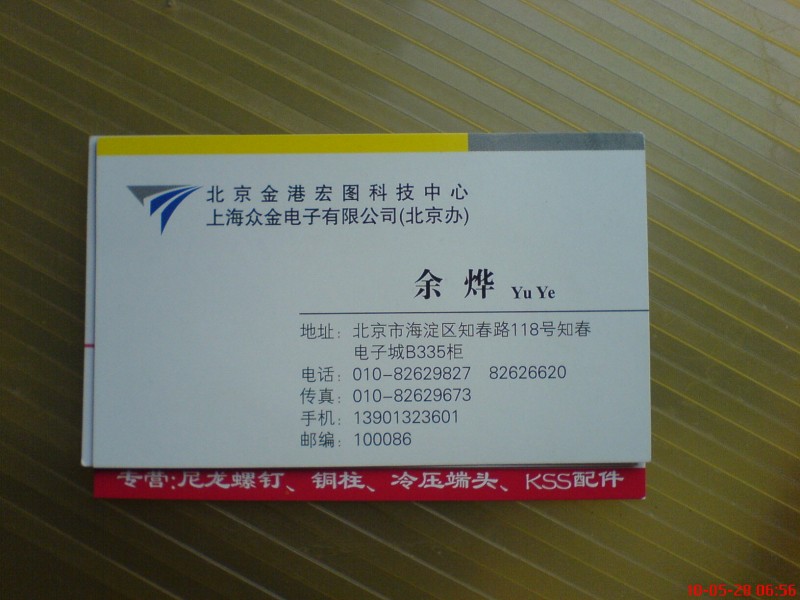 北京金港宏图科技中心
上海众金电子有限公司(北京办)
余 烨 Yu Ye
地址：北京市海淀区知春路118号知春
电子城B335柜
电话：010-82629827 82626620
传真：010-82629673
手机：13901323601
邮编：100086
专营:尼龙螺钉、铜柱、冷压端头、KSS配件
10-05-20 06:56